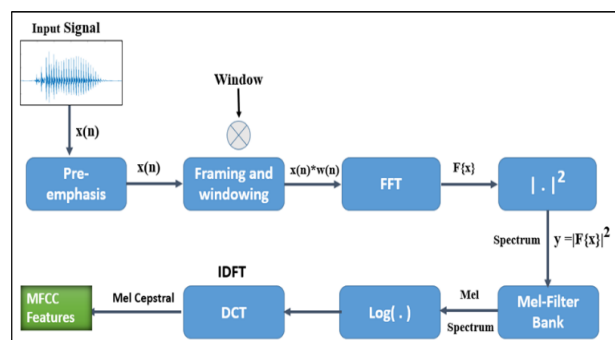 Input Signal
x(n)
Window
Pre-
emphasis
x(n)
Framing and
windowing
x(n)*w(n)
FFT
F{x}
| . |²
Spectrum
y =|F{x}|²
Mel-Filter
Bank
Mel
Spectrum
Log( . )
IDFT
DCT
Mel Cepstral
MFCC
Features